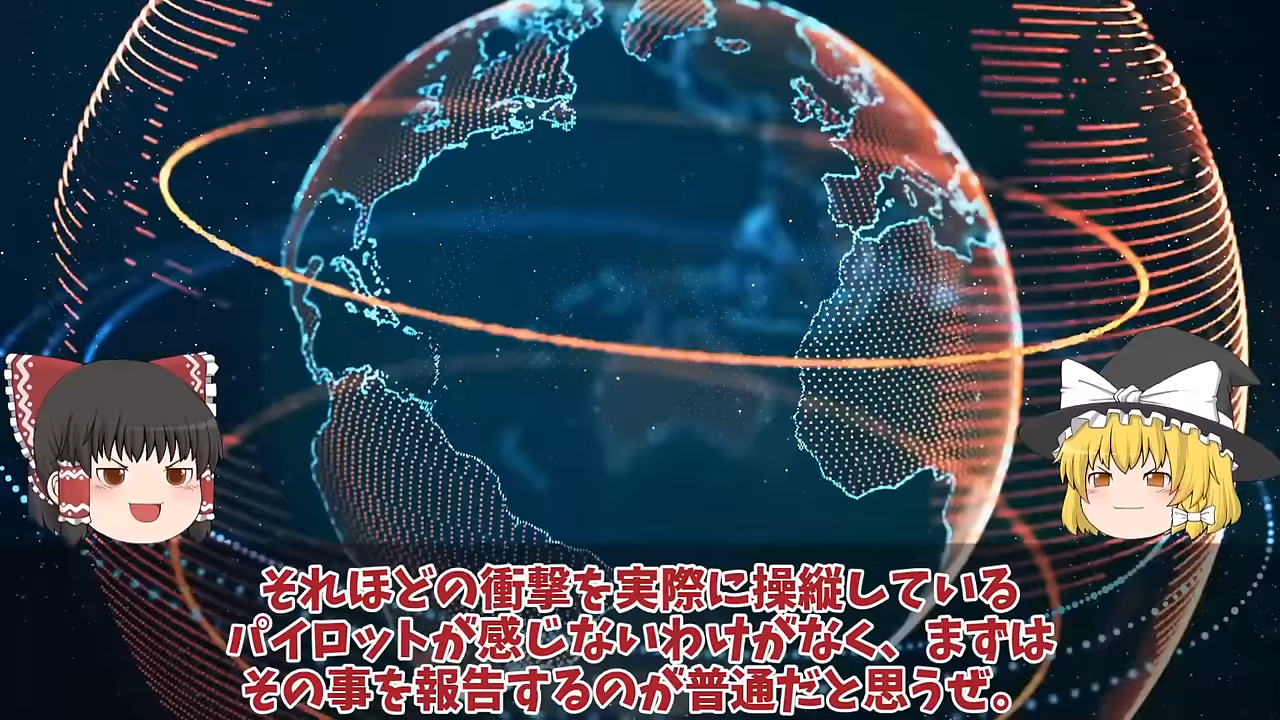 それほどの衝撃を実際に操縦している
パイロットが感じないわけがなく、まずは
その事を報告するのが普通だと思うぜ。